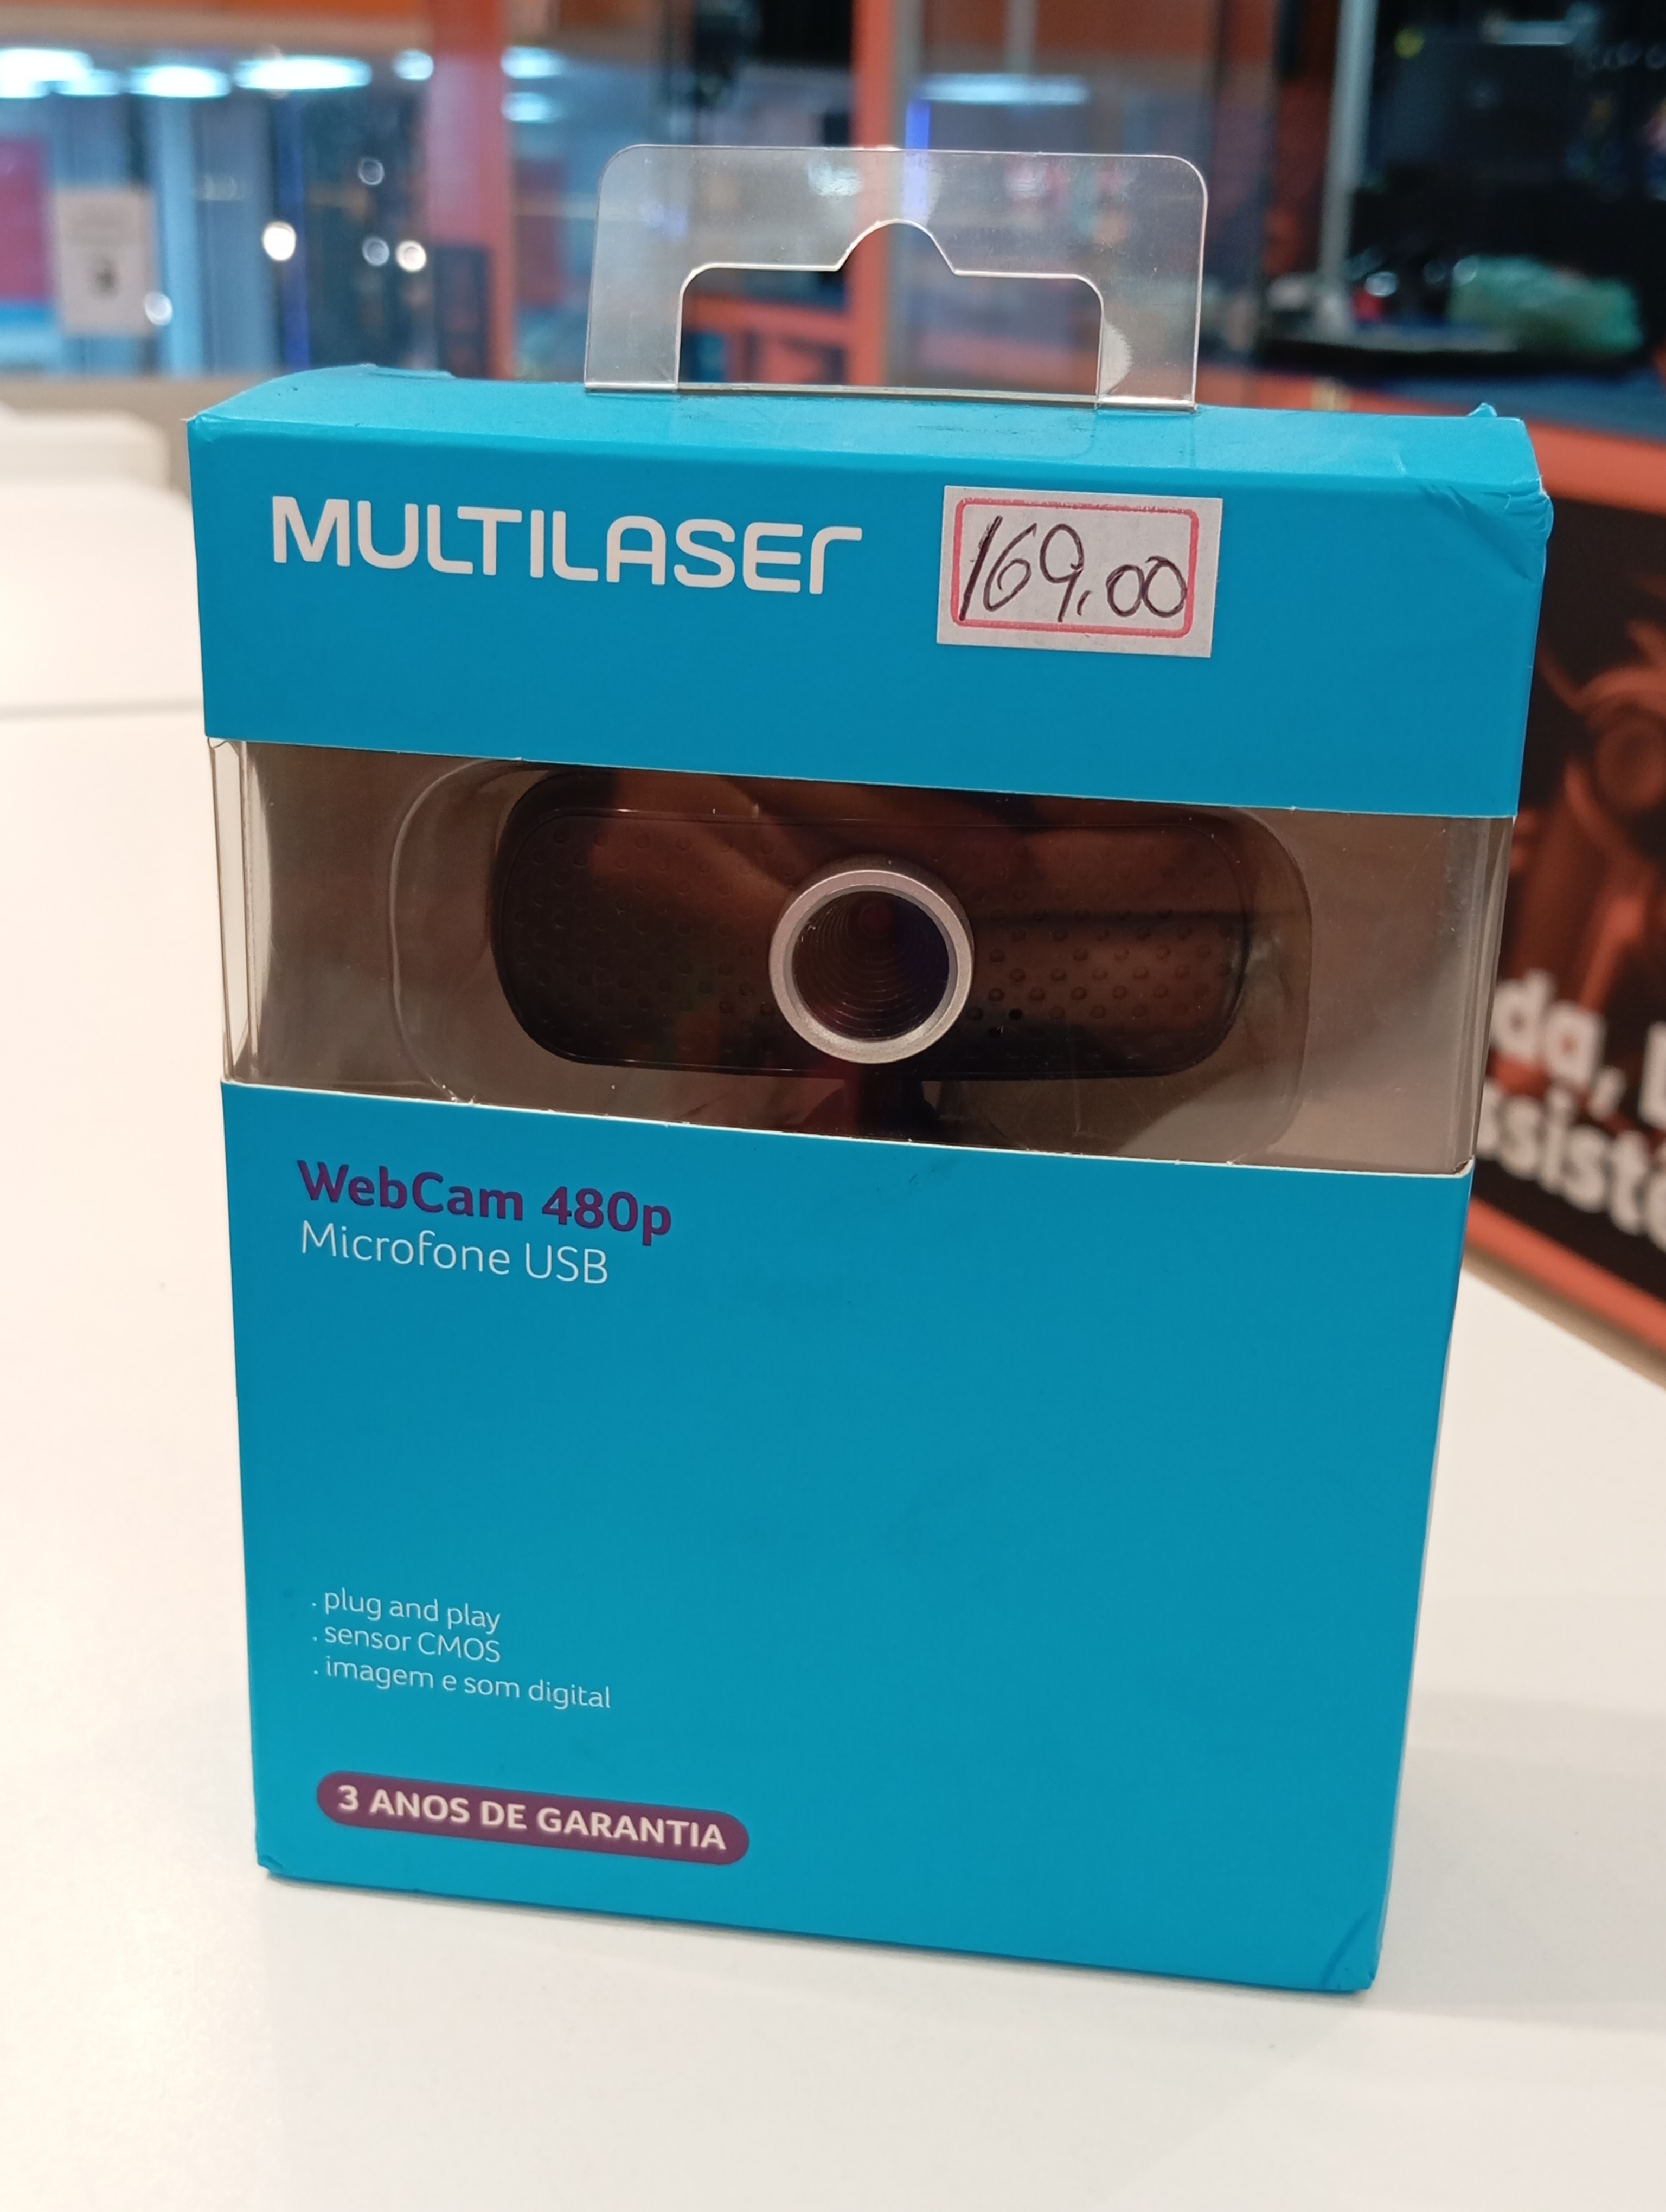 MULTILASER
169,00
WebCam 480p
Microfone USB
. plug and play
. sensor CMOS
. imagem e som digital
3 ANOS DE GARANTIA
da,